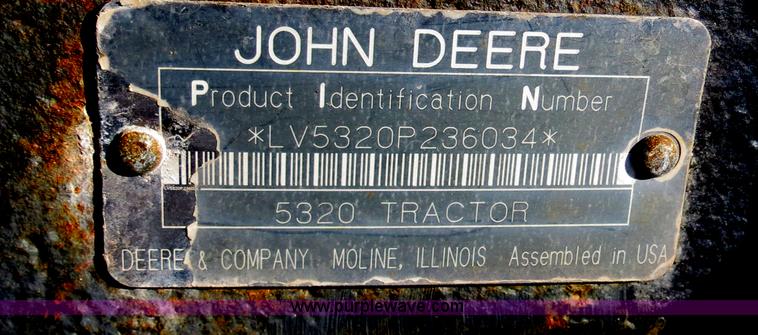 JOHN DEERE
Product Identification Number
*LV5320P236034*
5320 TRACTOR
DEERE & COMPANY MOLINE, ILLINOIS Assembled in USA
www.purplewave.com